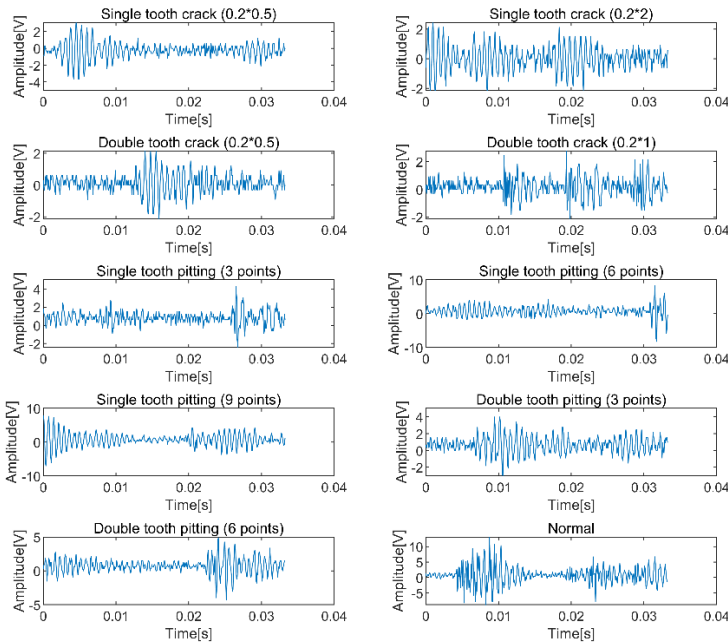 Single tooth crack (0.2*0.5)
Amplitude[V]
2
0
-2
-4
0 0.01 0.02 0.03 0.04
Time[s]
Single tooth crack (0.2*2)
Amplitude[V]
2
0
-2
0 0.01 0.02 0.03 0.04
Time[s]
Double tooth crack (0.2*0.5)
Amplitude[V]
2
0
-2
0 0.01 0.02 0.03 0.04
Time[s]
Double tooth crack (0.2*1)
Amplitude[V]
2
0
-2
0 0.01 0.02 0.03 0.04
Time[s]
Single tooth pitting (3 points)
Amplitude[V]
4
2
0
-2
0 0.01 0.02 0.03 0.04
Time[s]
Single tooth pitting (6 points)
Amplitude[V]
10
0
-10
0 0.01 0.02 0.03 0.04
Time[s]
Single tooth pitting (9 points)
Amplitude[V]
10
0
-10
0 0.01 0.02 0.03 0.04
Time[s]
Double tooth pitting (3 points)
Amplitude[V]
4
2
0
-2
0 0.01 0.02 0.03 0.04
Time[s]
Double tooth pitting (6 points)
Amplitude[V]
5
0
-5
0 0.01 0.02 0.03 0.04
Time[s]
Normal
Amplitude[V]
10
5
0
-5
0 0.01 0.02 0.03 0.04
Time[s]